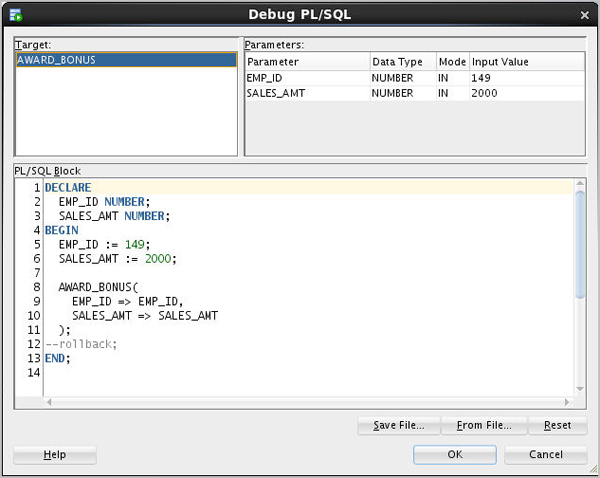 Debug PL/SQL
Target:
AWARD_BONUS
Parameters:
Parameter Data Type Mode Input Value
EMP_ID NUMBER IN 149
SALES_AMT NUMBER IN 2000
PL/SQL Block
1 DECLARE
2 EMP_ID NUMBER;
3 SALES_AMT NUMBER;
4 BEGIN
5 EMP_ID := 149;
6 SALES_AMT := 2000;
7
8 AWARD_BONUS(
9 EMP_ID => EMP_ID,
10 SALES_AMT => SALES_AMT
11 );
12 --rollback;
13 END;
14
Save File... From File... Reset
Help OK Cancel